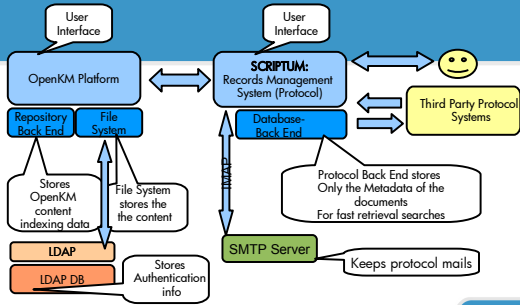 User
Interface
User
Interface
OpenKM Platform
SCRIPTUM:
Records Management
System (Protocol)
Third Party Protocol
Systems
Repository
Back End
File
System
Database-
Back End
IMAP
Stores
OpenKM
content
indexing data
File System
stores the
the content
Protocol Back End stores
Only the Metadada of the
documents
For fast retrieval searches
LDAP
LDAP DB
Stores
Authentication
info
SMTP Server
Keeps protocol mails